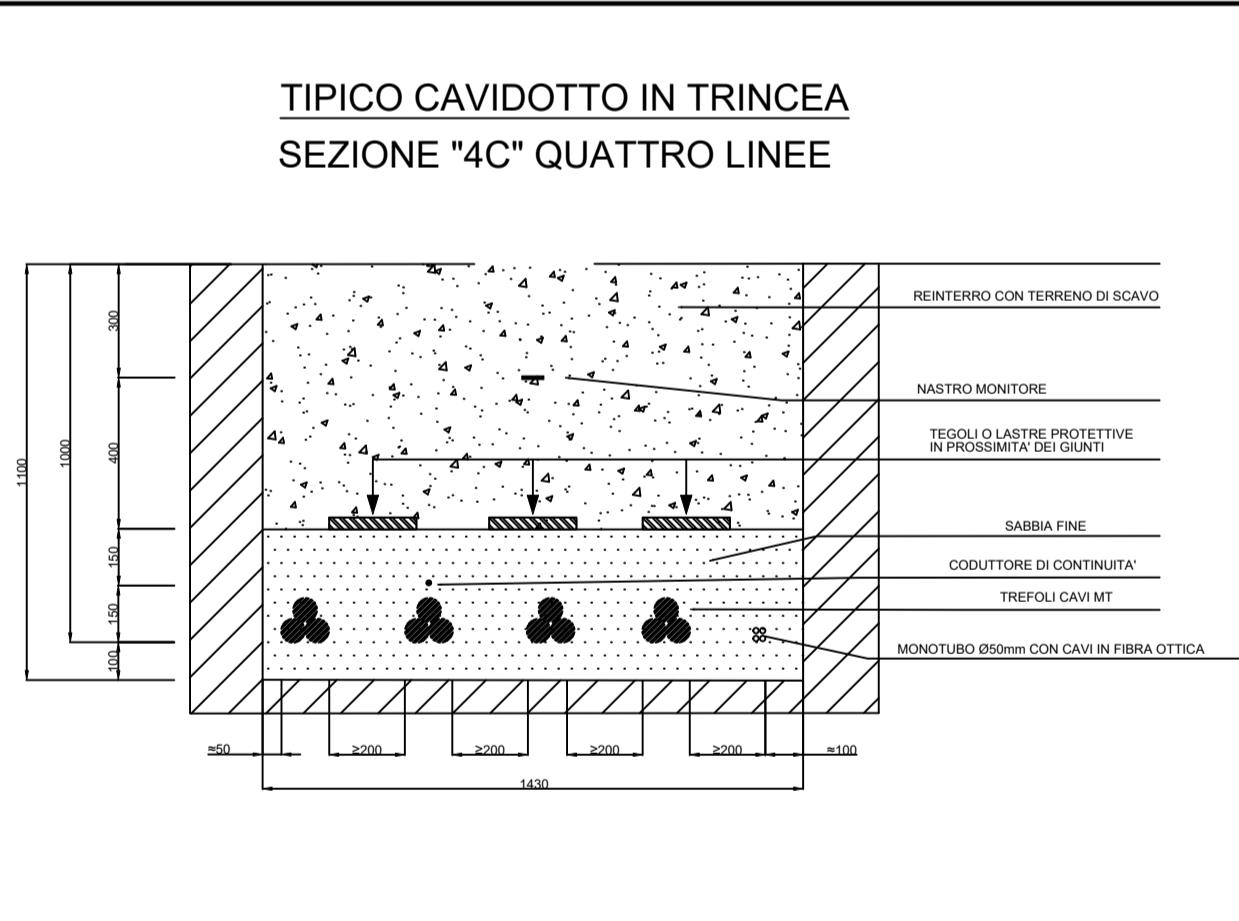 TIPICO CAVIDOTTO IN TRINCEA
SEZIONE "4C" QUATTRO LINEE
REINTERRO CON TERRENO DI SCAVO
NASTRO MONITORE
TEGOLI O LASTRE PROTETTIVE
IN PROSSIMITA' DEI GIUNTI
SABBIA FINE
CODUTTORE DI CONTINUITA'
TREFOLI CAVI MT
MONOTUBO Ø50mm CON CAVI IN FIBRA OTTICA
1100
1000
300
400
150
150
100
≈50
≥200
≥200
≥200
≥200
≈100
1430